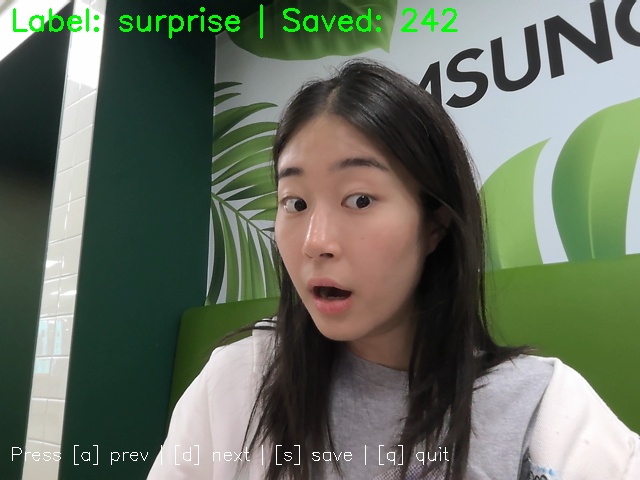 Label: surprise | Saved: 242
MSUNG
Press [a] prev | [d] next | [s] save | [q] quit